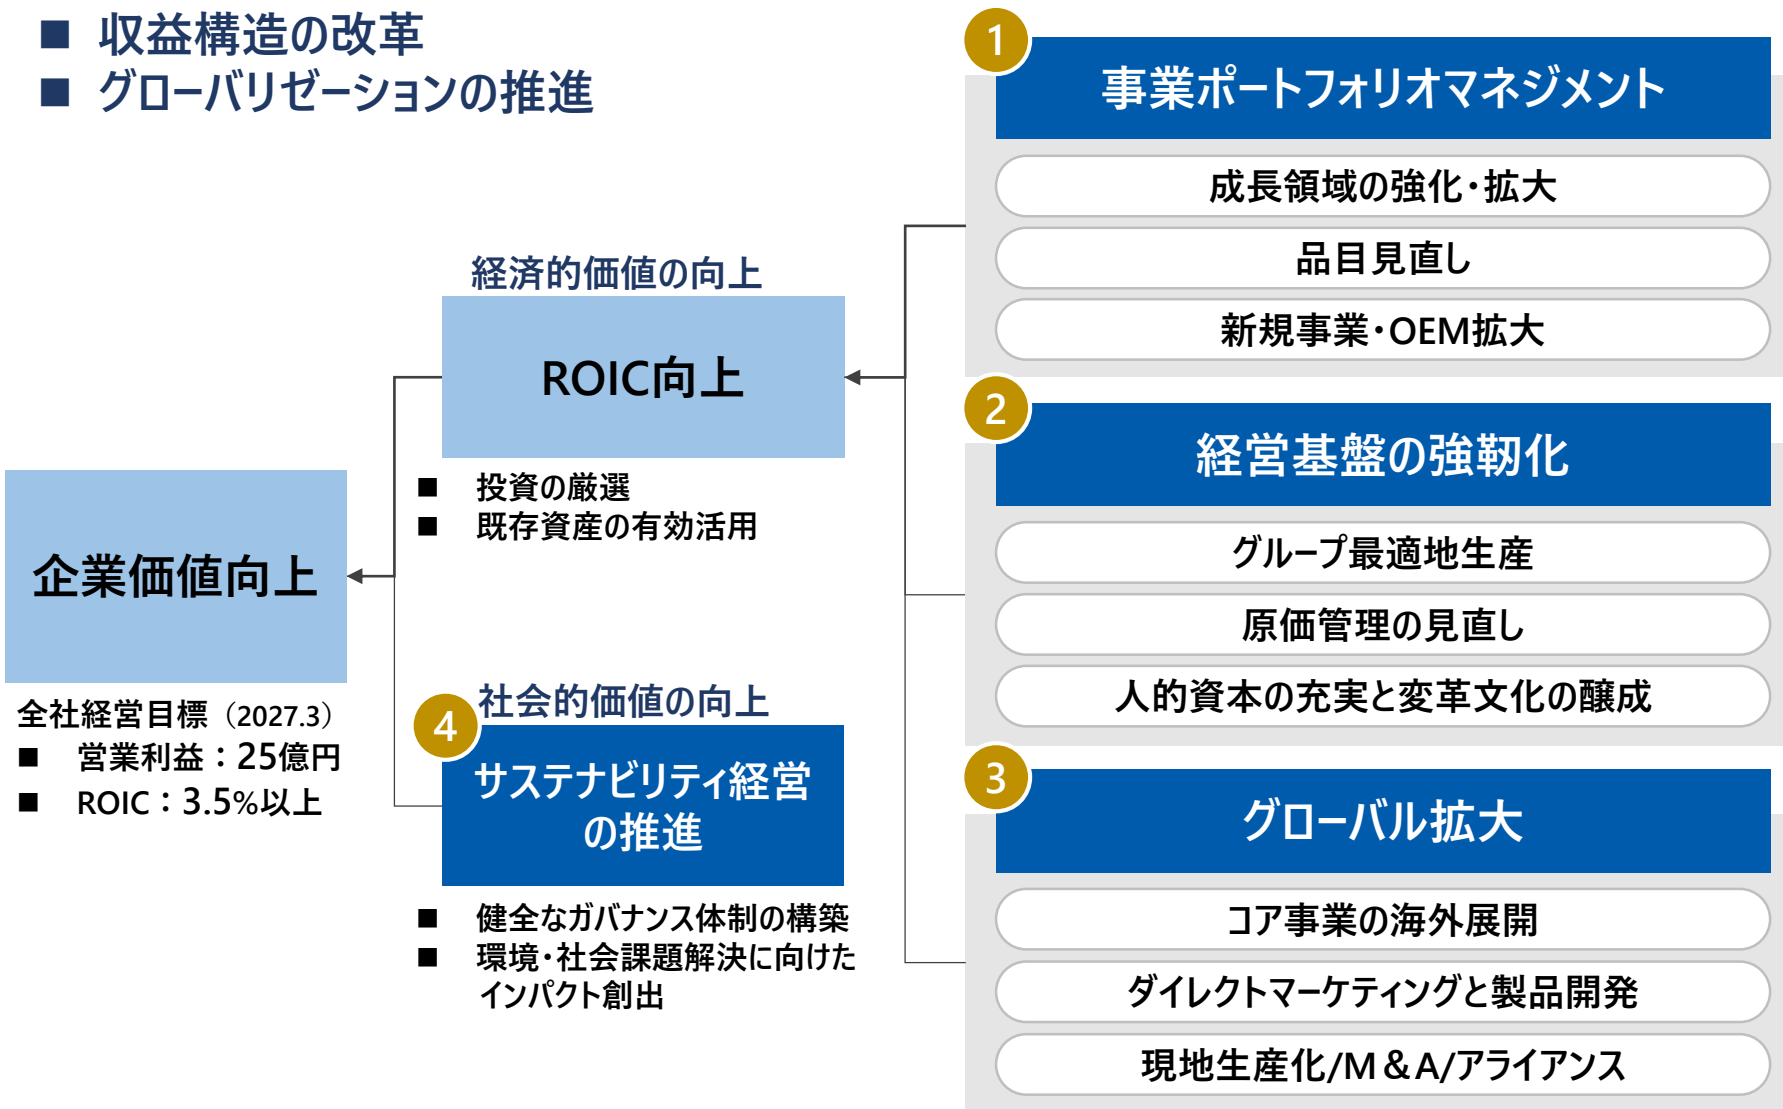 ■ 収益構造の改革
■ グローバリゼーションの推進
経済的価値の向上
ROIC向上
■ 投資の厳選
■ 既存資産の有効活用
企業価値向上
全社経営目標（2027.3）
■ 営業利益：25億円
■ ROIC：3.5%以上
社会的価値の向上
4
サステナビリティ経営
の推進
■ 健全なガバナンス体制の構築
■ 環境・社会課題解決に向けた
インパクト創出
1
事業ポートフォリオマネジメント
成長領域の強化・拡大
品目見直し
新規事業・OEM拡大
2
経営基盤の強靭化
グループ最適地生産
原価管理の見直し
人的資本の充実と変革文化の醸成
3
グローバル拡大
コア事業の海外展開
ダイレクトマーケティングと製品開発
現地生産化/M＆A/アライアンス